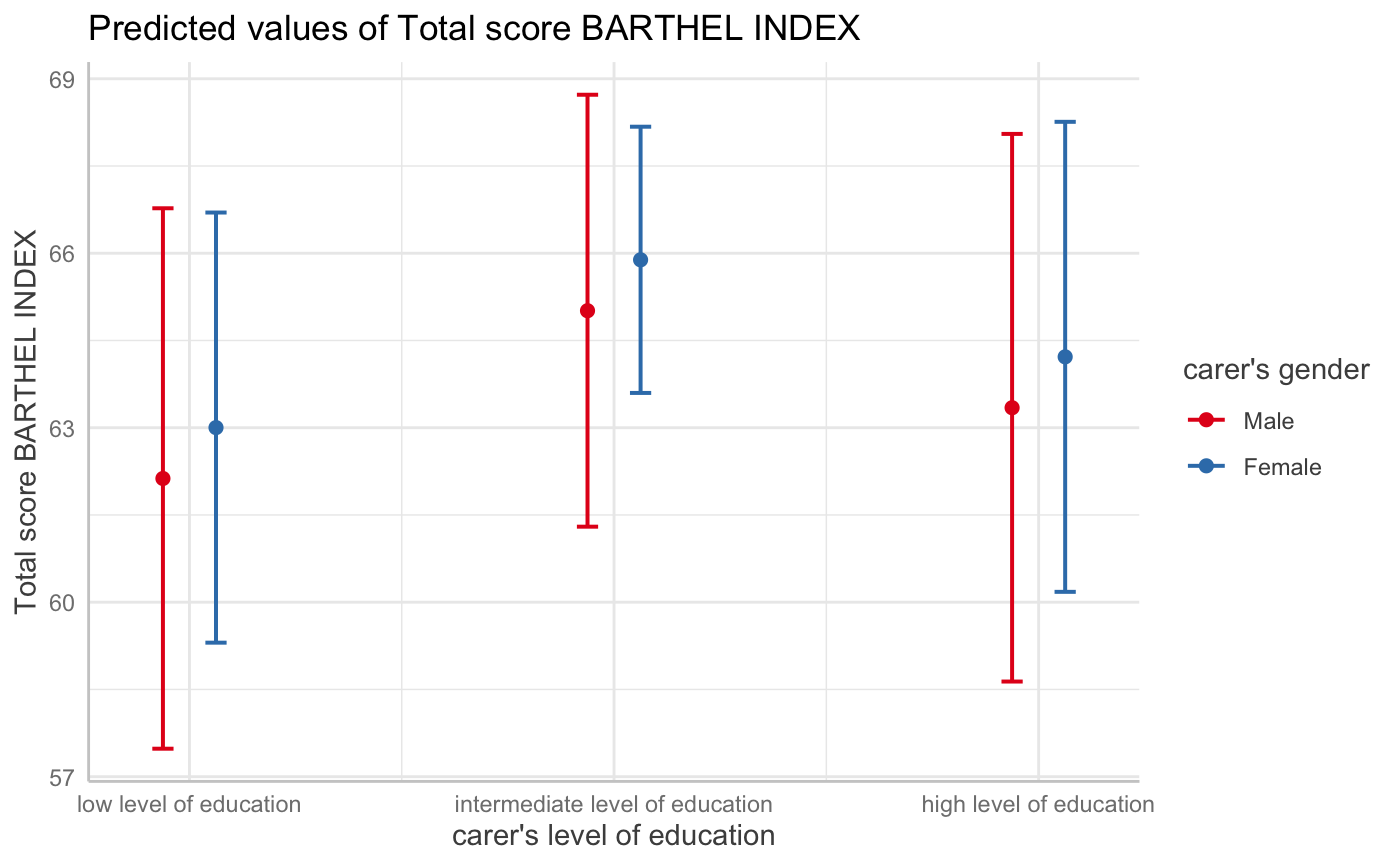 Predicted values of Total score BARTHEL INDEX
Total score BARTHEL INDEX
69
66
63
60
57
low level of education
intermediate level of education
high level of education
carer's level of education
carer's gender
Male
Female